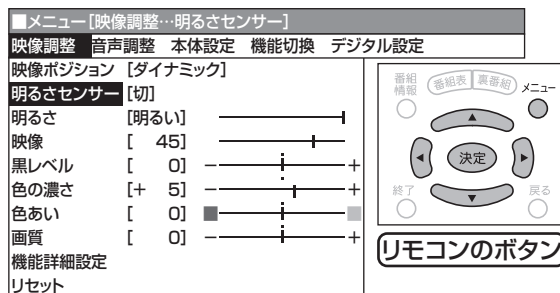 ■メニュー[映像調整…明るさセンサー]
映像調整 音声調整 本体設定 機能切換 デジタル設定
映像ポジション [ダイナミック]
明るさセンサー [切]
明るさ [明るい]
映像 [ 45]
黒レベル [ 0] − +
色の濃さ [+ 5] − +
色あい [ 0]
画質 [ 0] − +
機能詳細設定
リセット
番組情報 番組表 裏番組 メニュー
決定
終了 戻る
リモコンのボタン